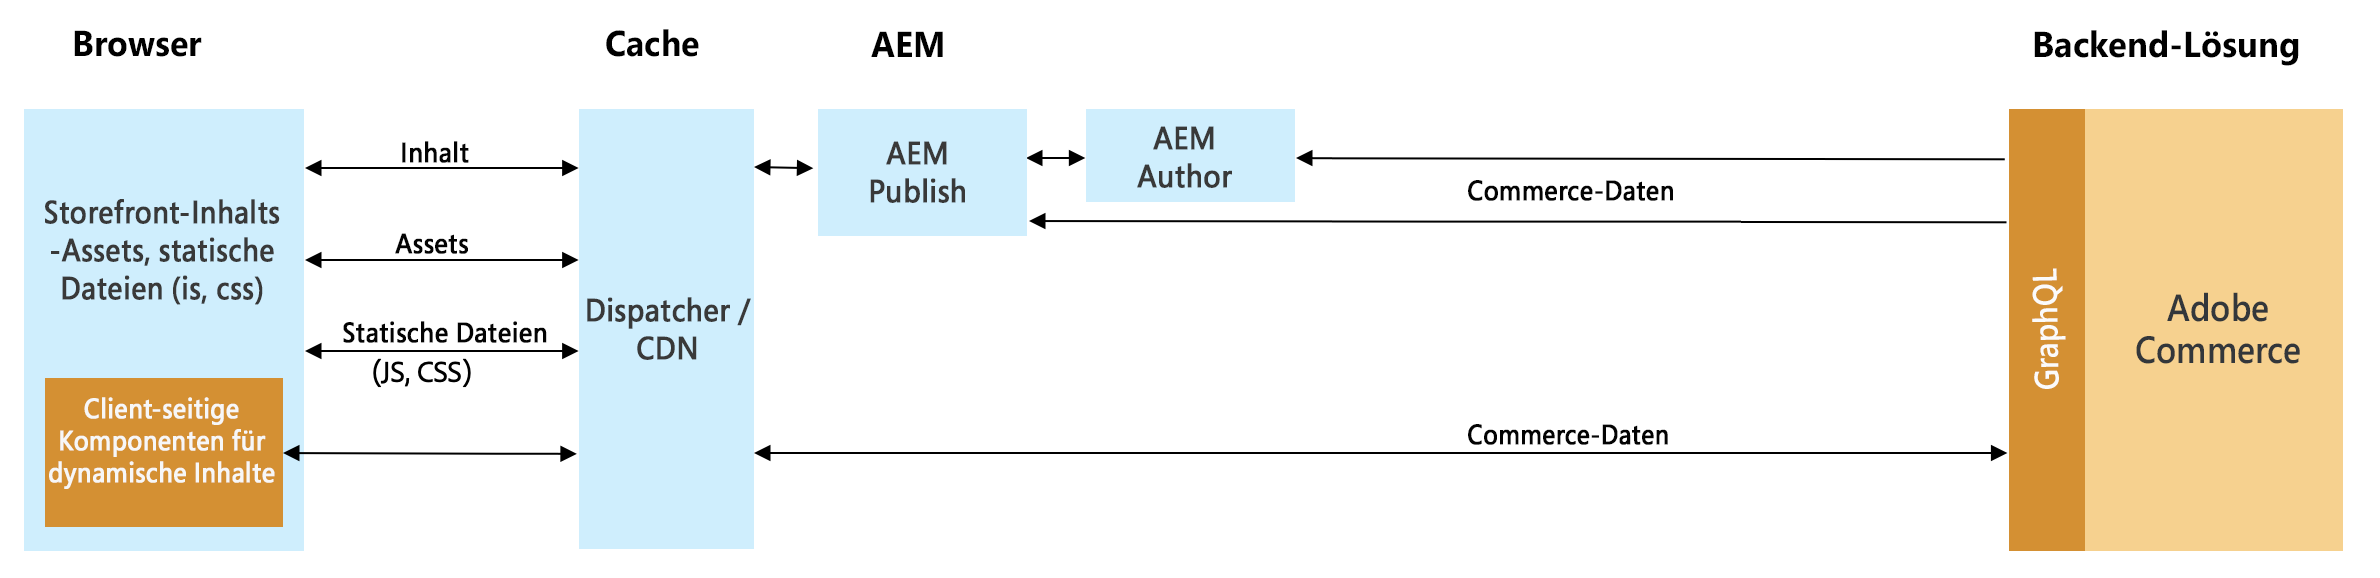 Browser
Cache
AEM
Backend-Lösung
Storefront-Inhalts
-Assets, statische
Dateien (is, css)
Client-seitige
Komponenten für
dynamische Inhalte
Inhalt
Assets
Statische Dateien
(JS, CSS)
Dispatcher /
CDN
AEM
Publish
AEM
Author
Commerce-Daten
Commerce-Daten
GraphQL
Adobe
Commerce